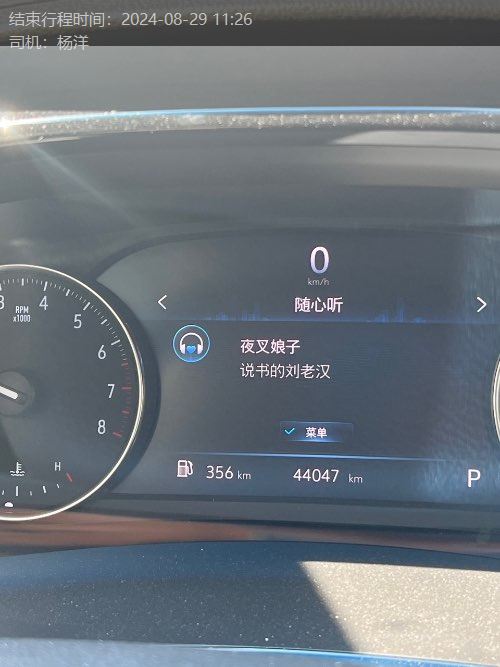 结束行程时间：2024-08-29 11:26
司机：杨洋
0
km/h
随心听
夜叉娘子
说书的刘老汉
菜单
356 km 44047 km P
3 4 5 6 7 8
RPM
x1000
H